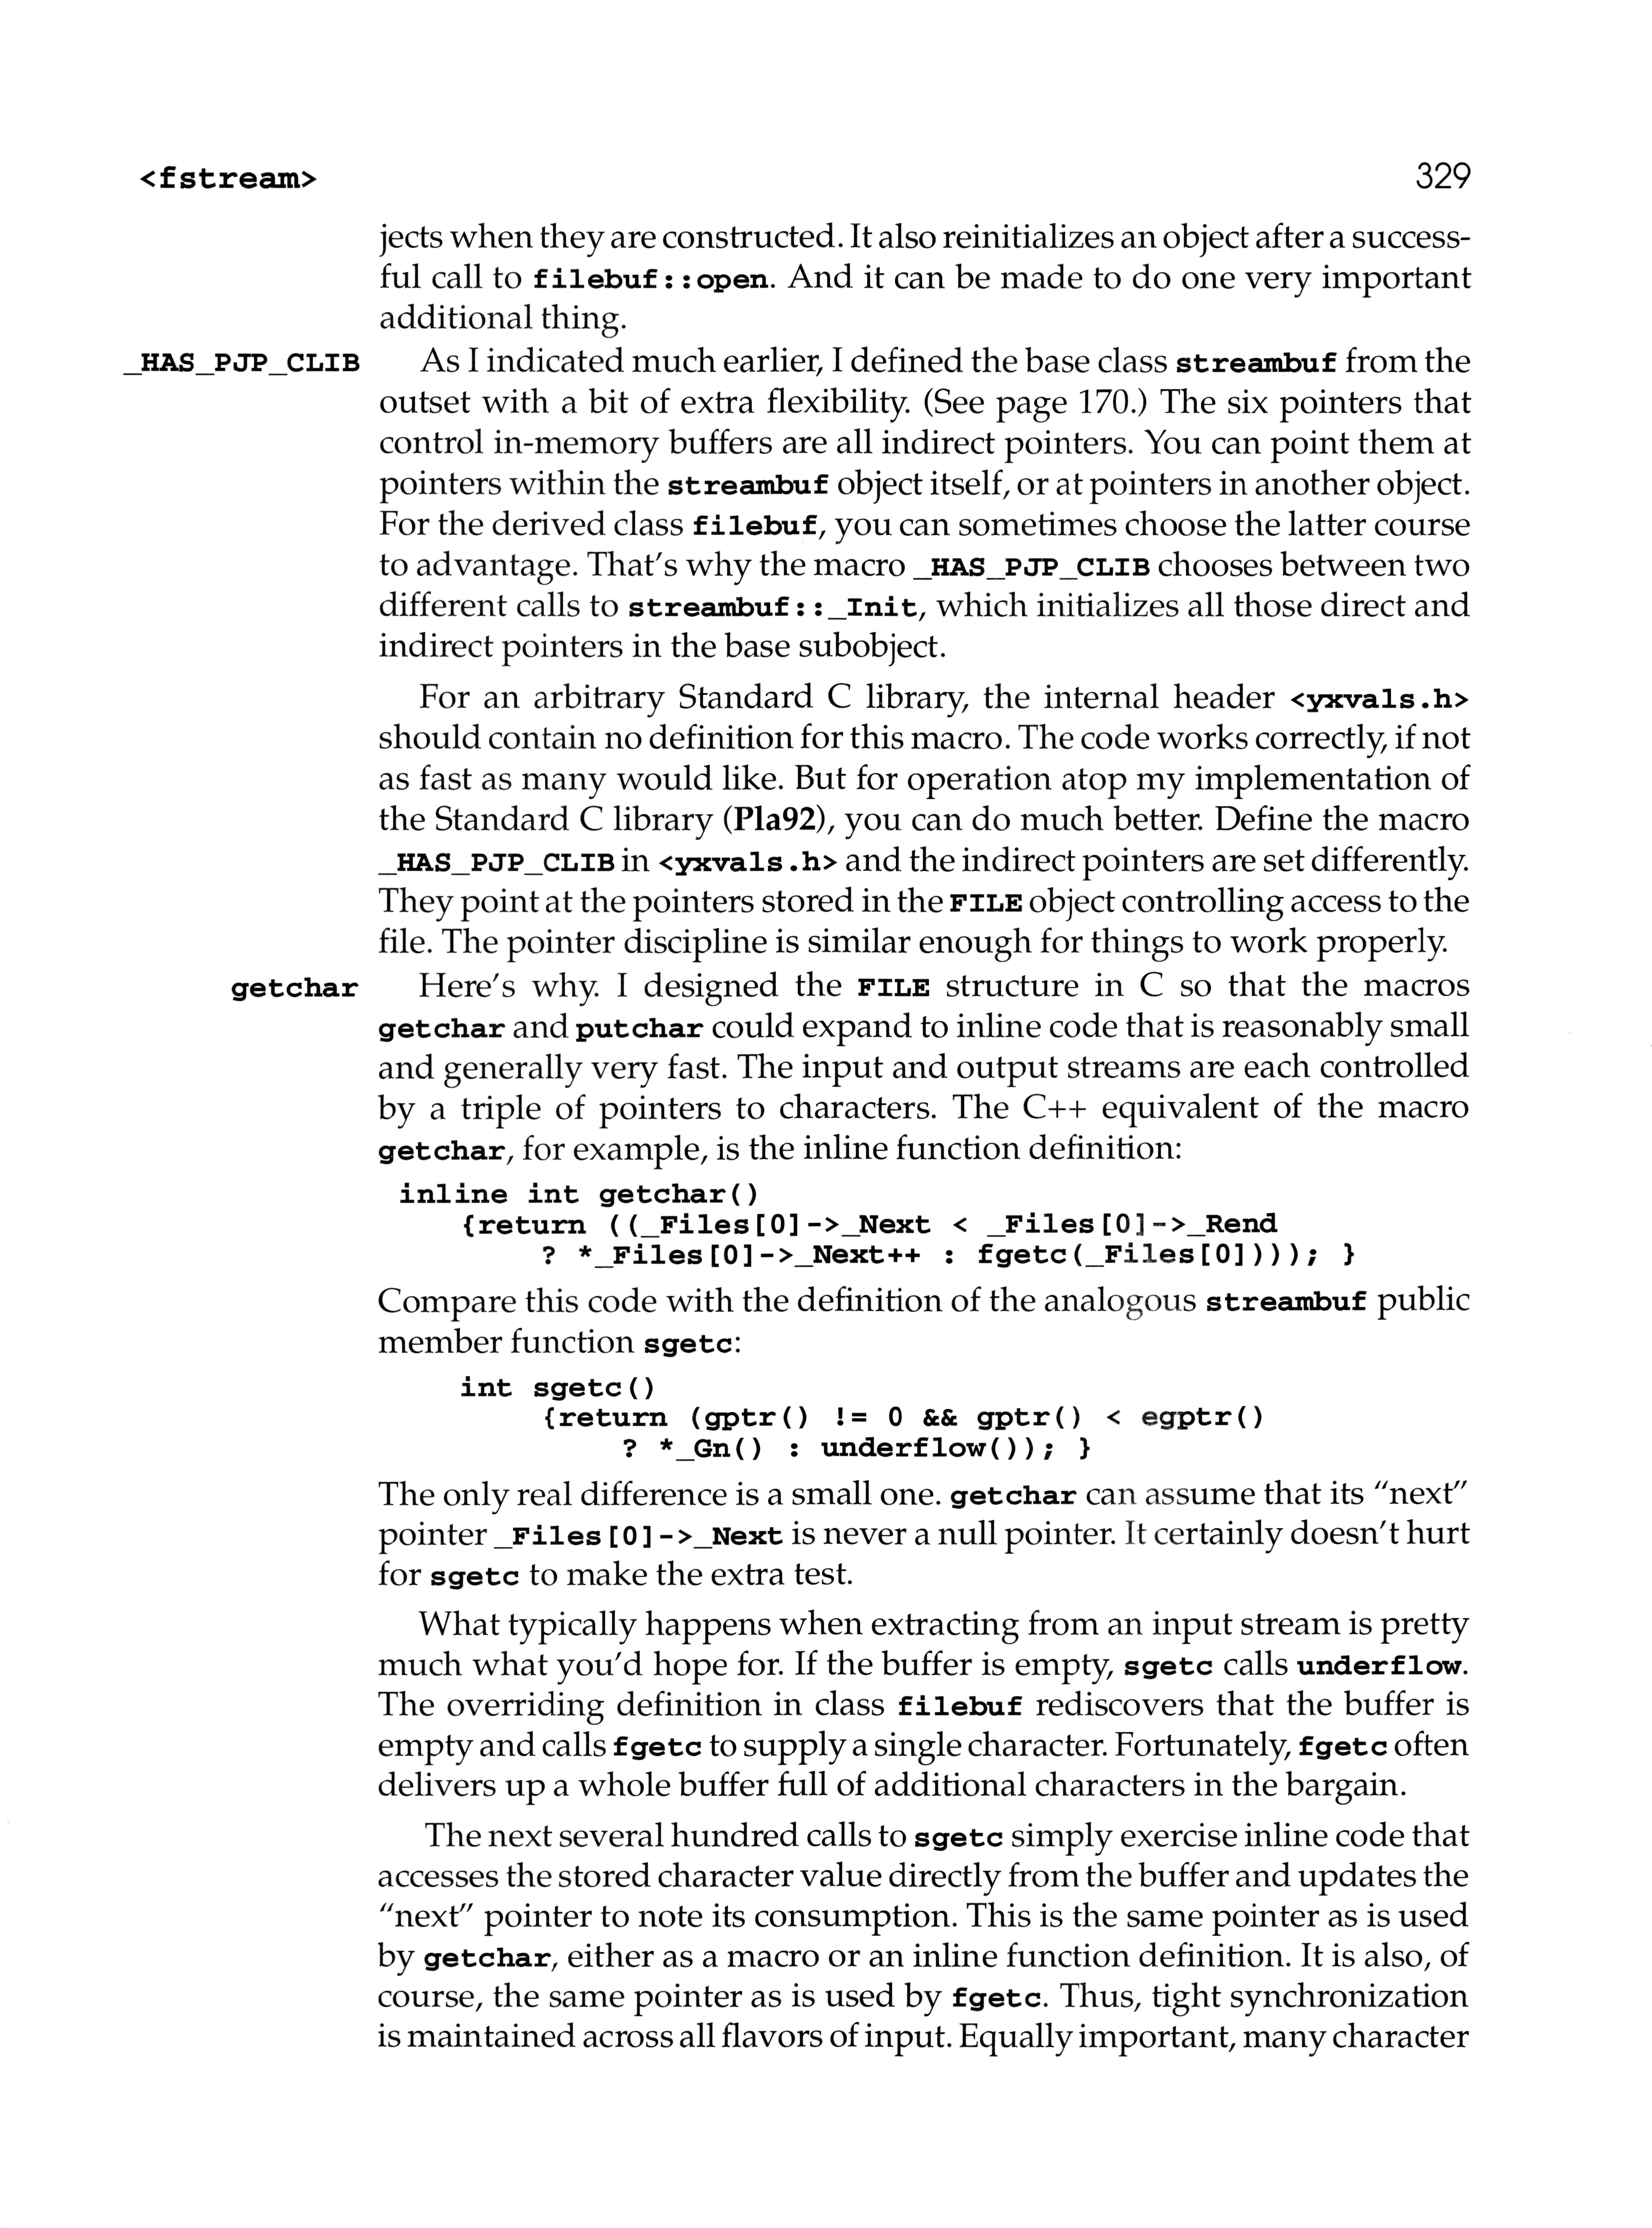 <fstream> 329
jects when they are constructed. It also reinitializes an object after a success-
ful call to filebuf::open. And it can be made to do one very important
additional thing.
_HAS_PJP_CLIB As I indicated much earlier, I defined the base class streambuf from the
outset with a bit of extra flexibility. (See page 170.) The six pointers that
control in-memory buffers are all indirect pointers. You can point them at
pointers within the streambuf object itself, or at pointers in another object.
For the derived class filebuf, you can sometimes choose the latter course
to advantage. That's why the macro _HAS_PJP_CLIB chooses between two
different calls to streambuf::_Init, which initializes all those direct and
indirect pointers in the base subobject.
For an arbitrary Standard C library, the internal header <yxvals.h>
should contain no definition for this macro. The code works correctly, if not
as fast as many would like. But for operation atop my implementation of
the Standard C library (Pla92), you can do much better. Define the macro
_HAS_PJP_CLIB in <yxvals.h> and the indirect pointers are set differently.
They point at the pointers stored in the FILE object controlling access to the
file. The pointer discipline is similar enough for things to work properly.
getchar Here's why. I designed the FILE structure in C so that the macros
getchar and putchar could expand to inline code that is reasonably small
and generally very fast. The input and output streams are each controlled
by a triple of pointers to characters. The C++ equivalent of the macro
getchar, for example, is the inline function definition:
inline int getchar()
{return ((_Files[0]->_Next < _Files[0]->_Rend
? *_Files[0]->_Next++ : fgetc(_Files[0]))); }
Compare this code with the definition of the analogous streambuf public
member function sgetc:
int sgetc()
{return (gptr() != 0 && gptr() < egptr()
? *_Gn() : underflow()); }
The only real difference is a small one. getchar can assume that its "next"
pointer _Files[0]->_Next is never a null pointer. It certainly doesn't hurt
for sgetc to make the extra test.
What typically happens when extracting from an input stream is pretty
much what you'd hope for. If the buffer is empty, sgetc calls underflow.
The overriding definition in class filebuf rediscovers that the buffer is
empty and calls fgetc to supply a single character. Fortunately, fgetc often
delivers up a whole buffer full of additional characters in the bargain.
The next several hundred calls to sgetc simply exercise inline code that
accesses the stored character value directly from the buffer and updates the
"next" pointer to note its consumption. This is the same pointer as is used
by getchar, either as a macro or an inline function definition. It is also, of
course, the same pointer as is used by fgetc. Thus, tight synchronization
is maintained across all flavors of input. Equally important, many character